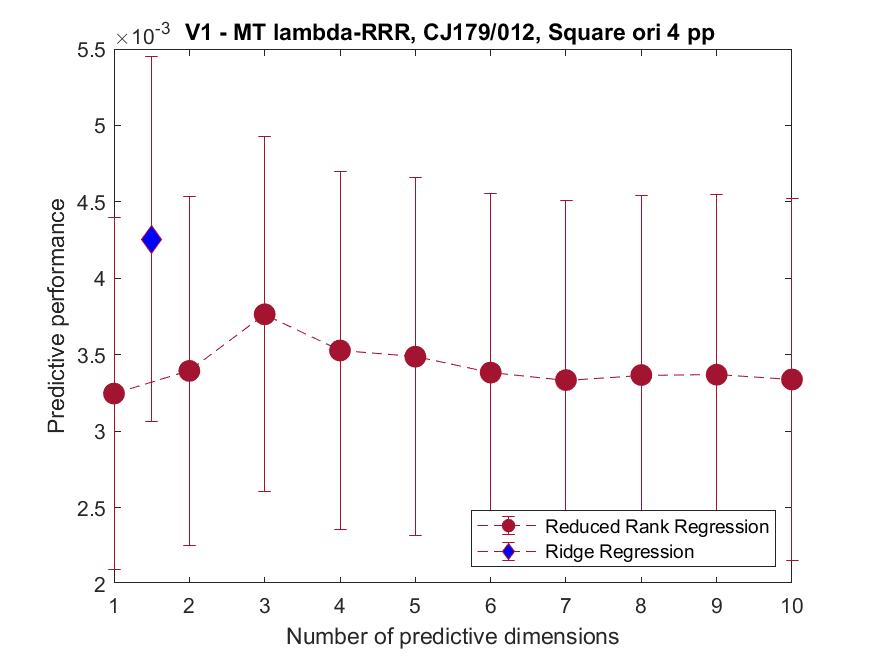 ×10-3 V1 - MT lambda-RRR, CJ179/012, Square ori 4 pp
5.5
5
4.5
4
3.5
3
2.5
2
Predictive performance
1 2 3 4 5 6 7 8 9 10
Number of predictive dimensions
Reduced Rank Regression
Ridge Regression